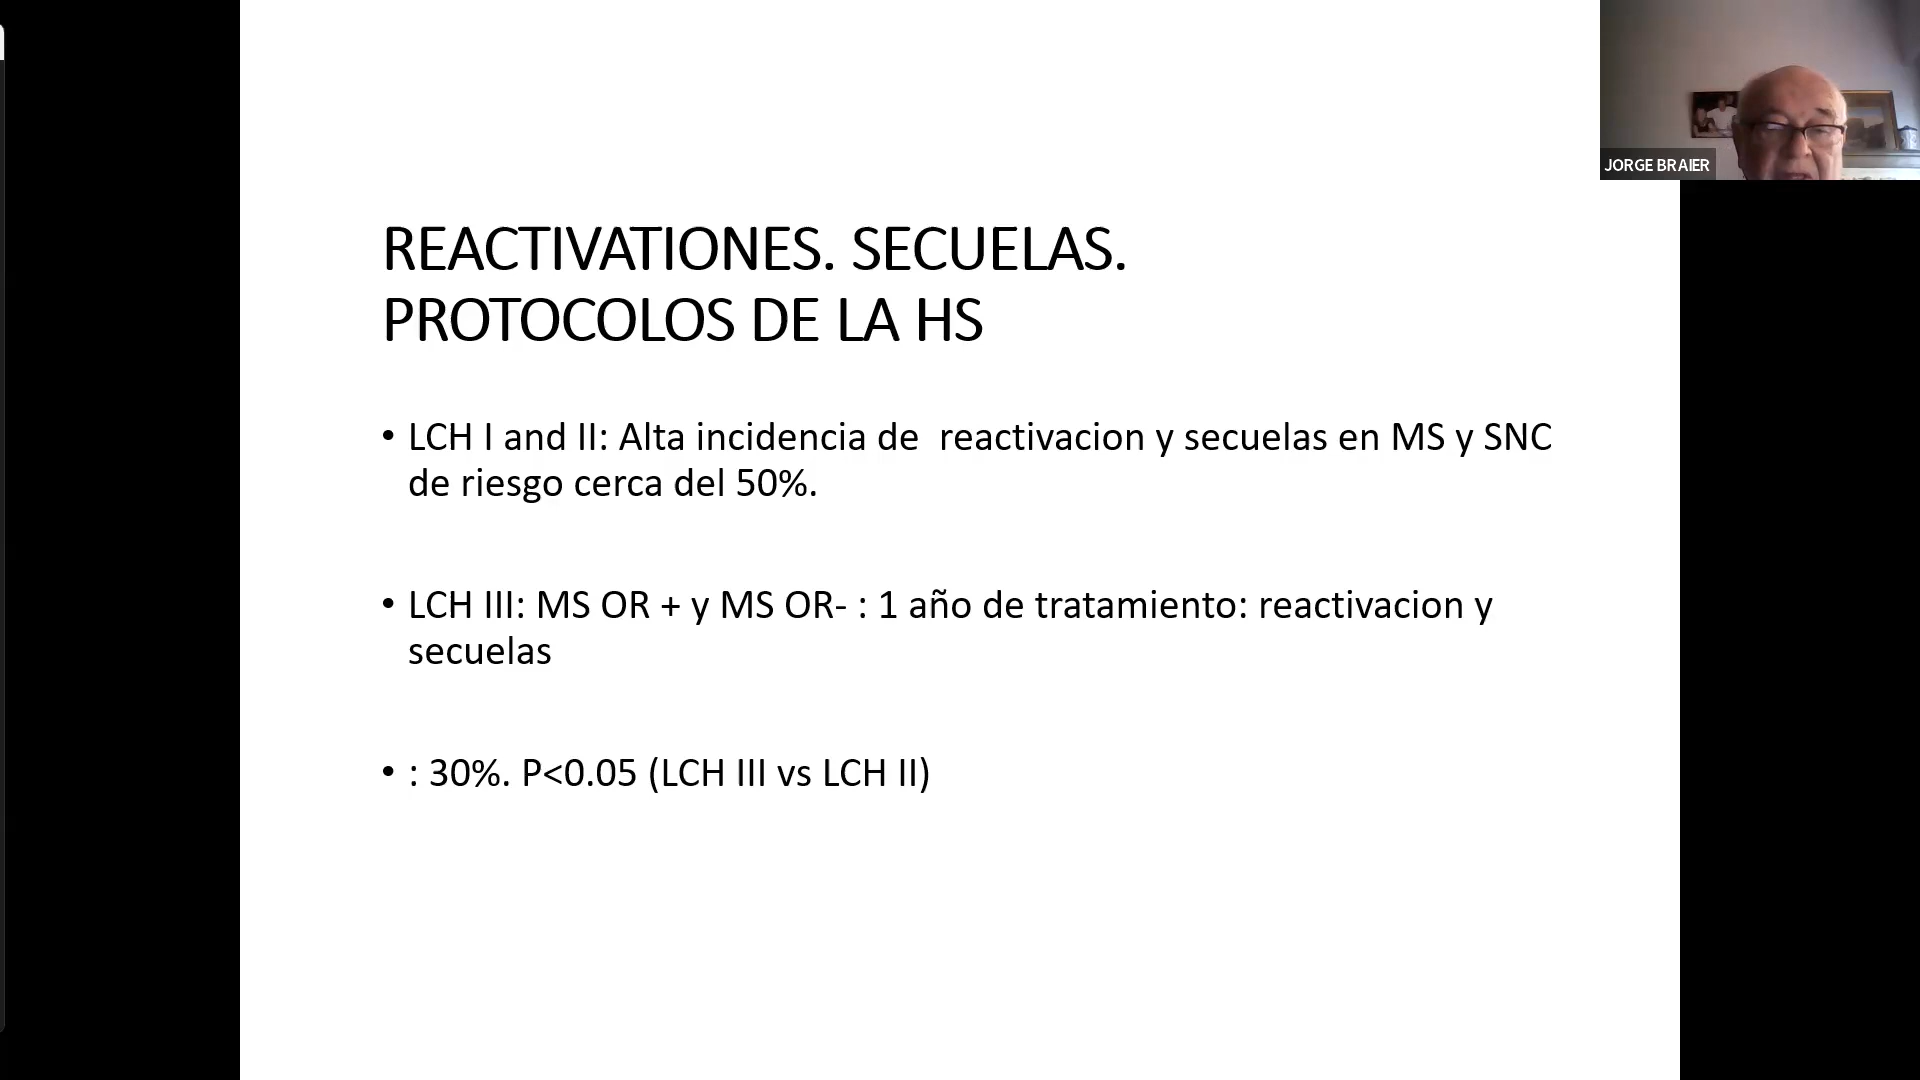 JORGE BRAIER
REACTIVATIONES. SECUELAS.
PROTOCOLOS DE LA HS
• LCH I and II: Alta incidencia de  reactivacion y secuelas en MS y SNC
de riesgo cerca del 50%.
• LCH III: MS OR + y MS OR- : 1 año de tratamiento: reactivacion y
secuelas
• : 30%. P<0.05 (LCH III vs LCH II)